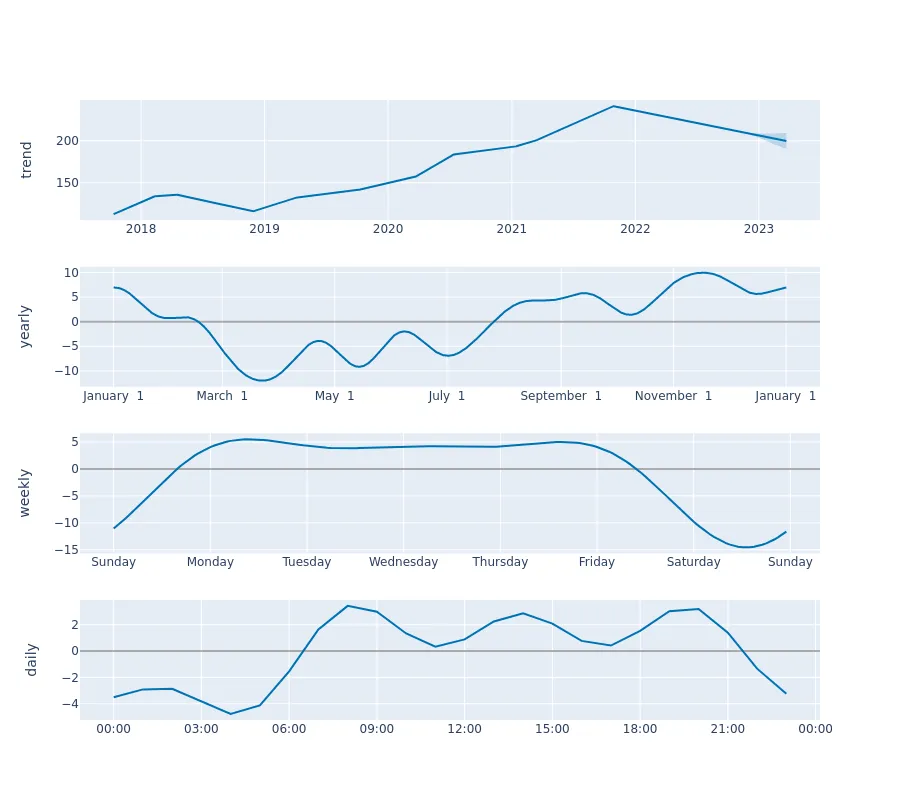 trend
200
150
2018 2019 2020 2021 2022 2023
yearly
10
5
0
−5
−10
January 1 March 1 May 1 July 1 September 1 November 1 January 1
weekly
5
0
−5
−10
−15
Sunday Monday Tuesday Wednesday Thursday Friday Saturday Sunday
daily
2
0
−2
−4
00:00 03:00 06:00 09:00 12:00 15:00 18:00 21:00 00:00